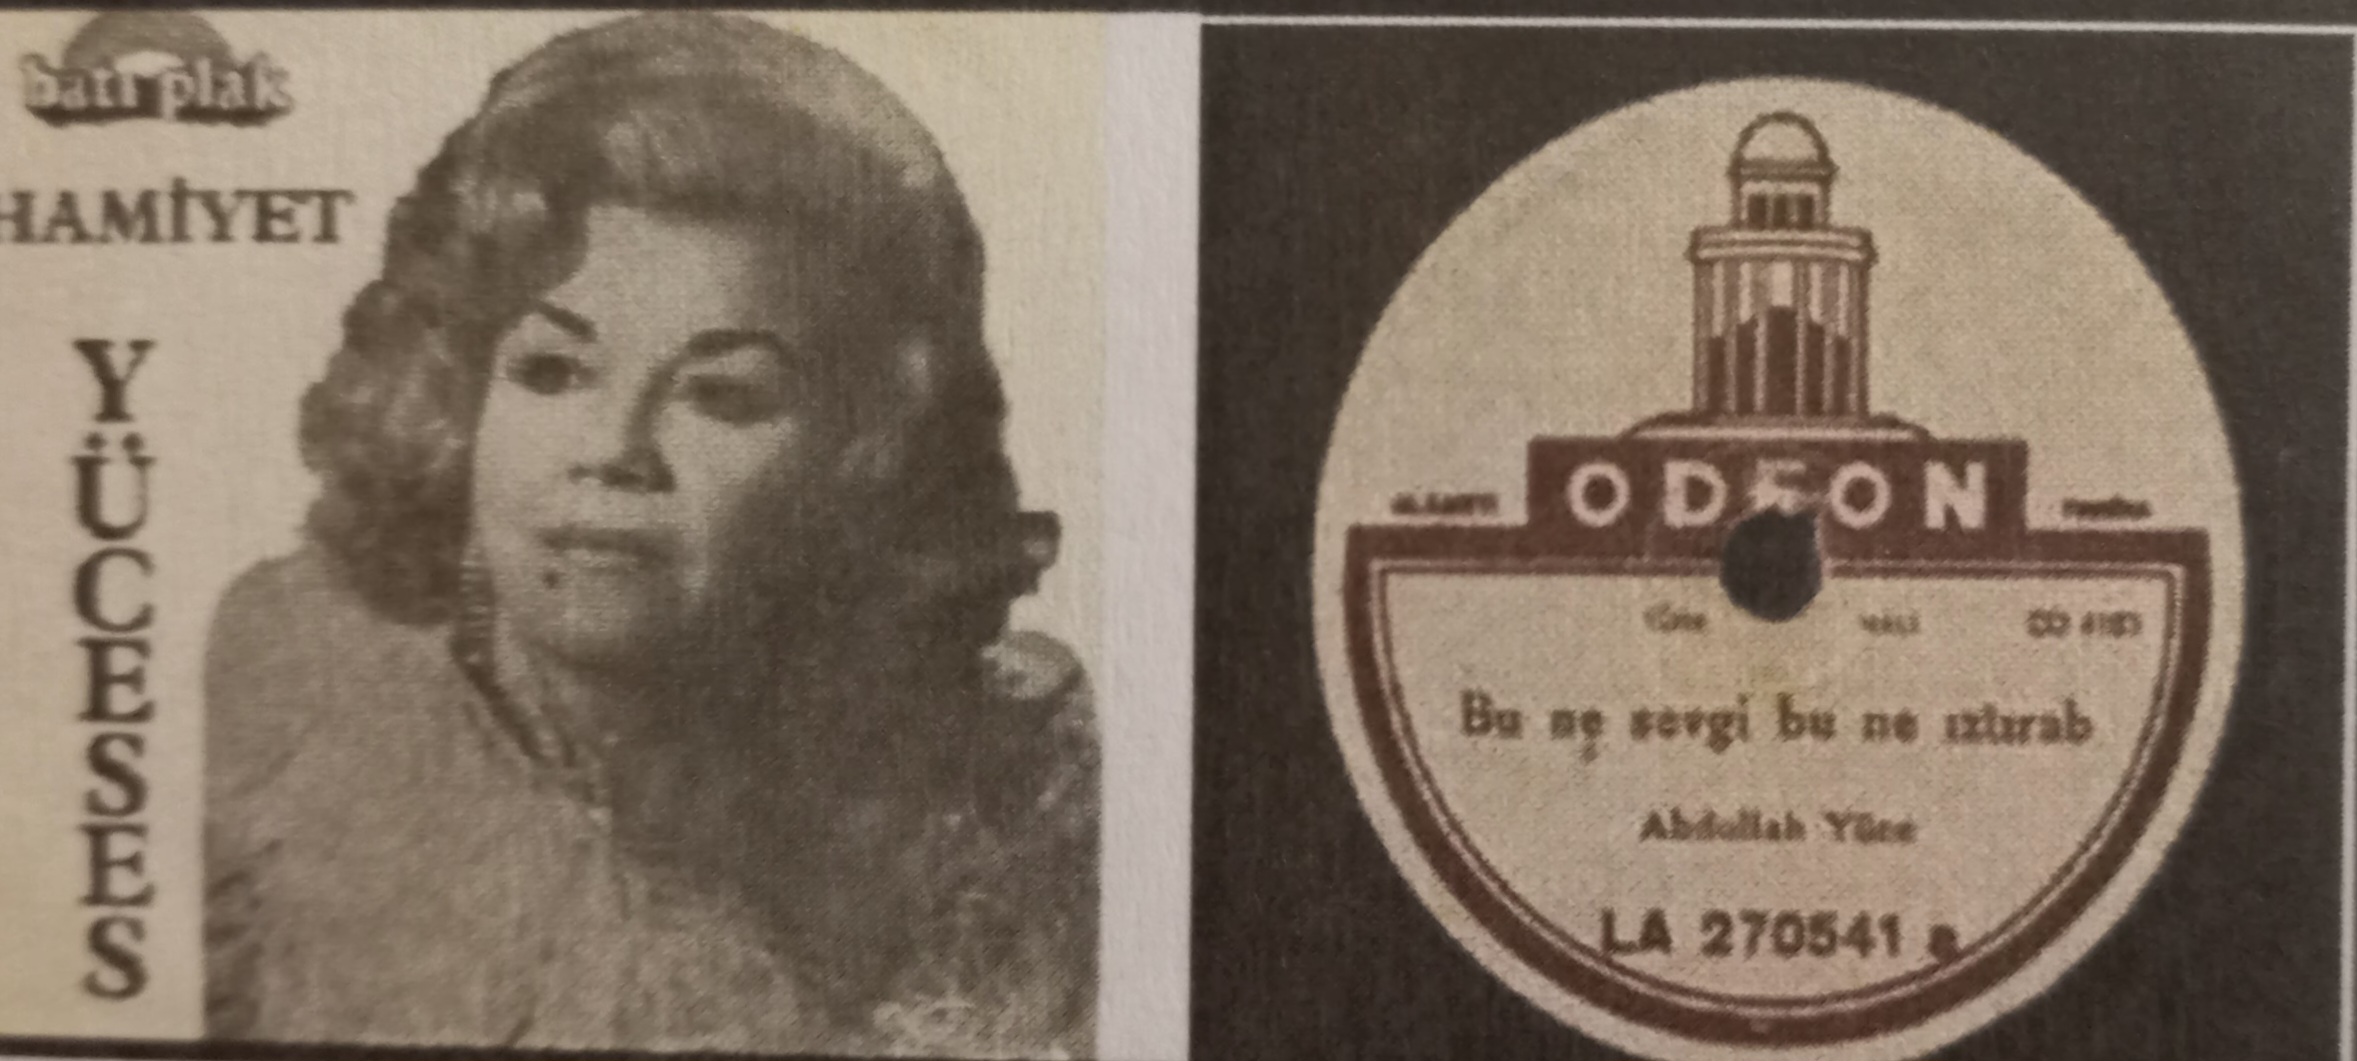 batı plak
HAMİYET
YÜCESES
ODEON
Bu ne sevgi bu ne ıztırab
Abdullah Yüce
LA 270541 a